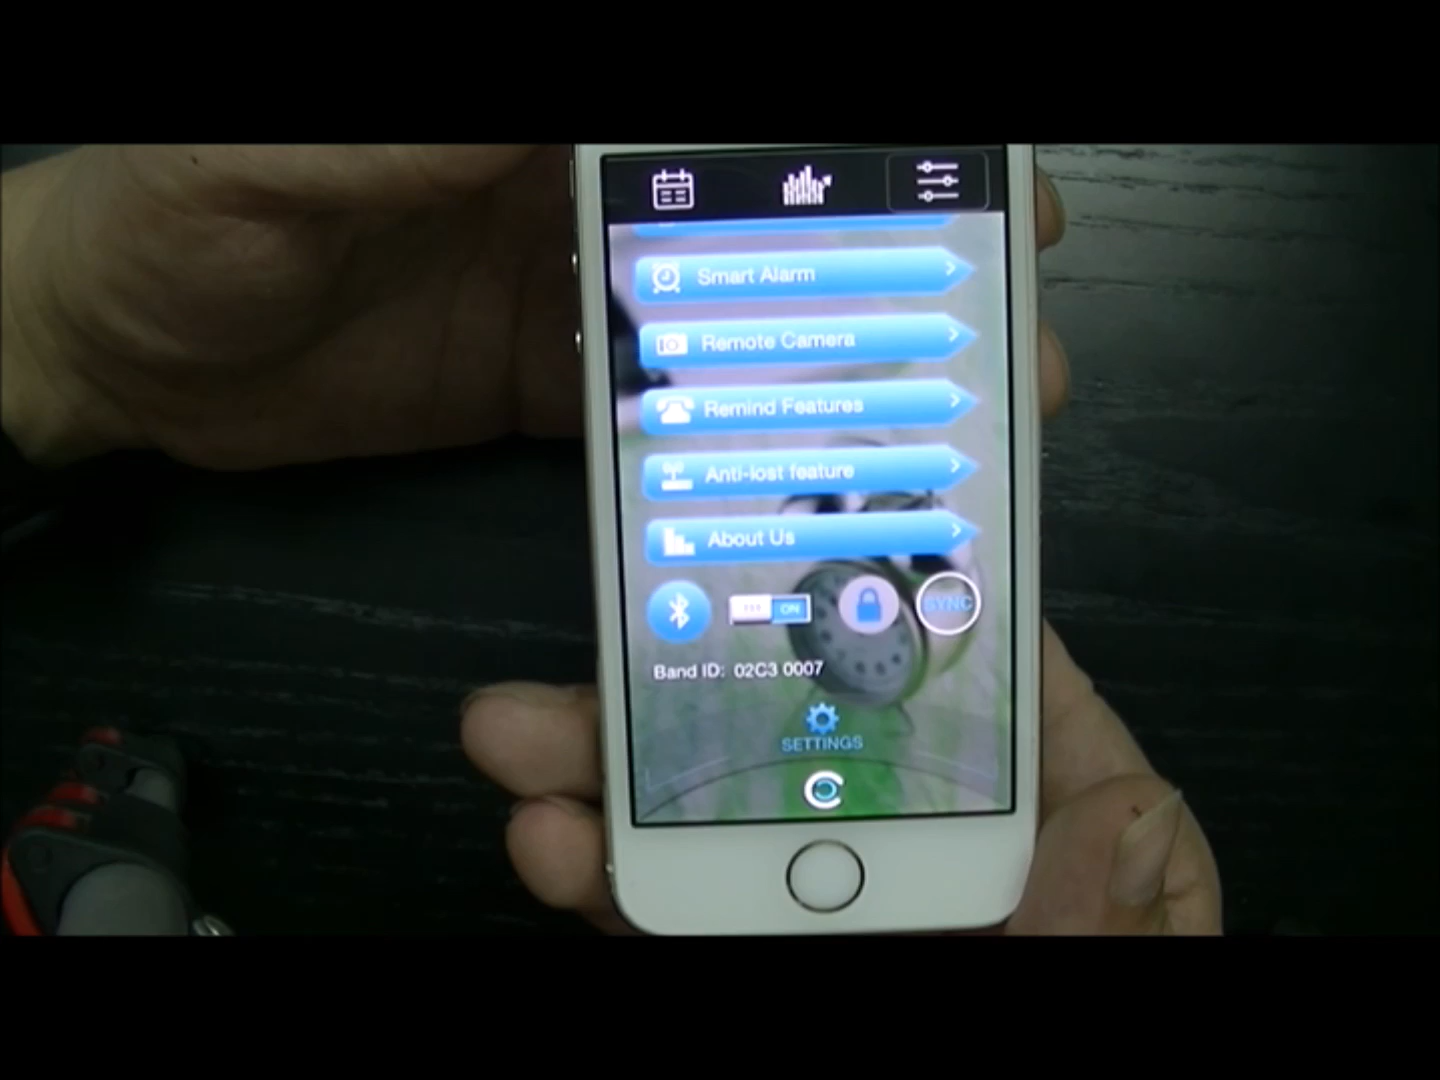 Smart Alarm
Remote Camera
Remind Features
Anti-lost feature
About Us
ON
SYNC
Band ID: 02C3 0007
SETTINGS